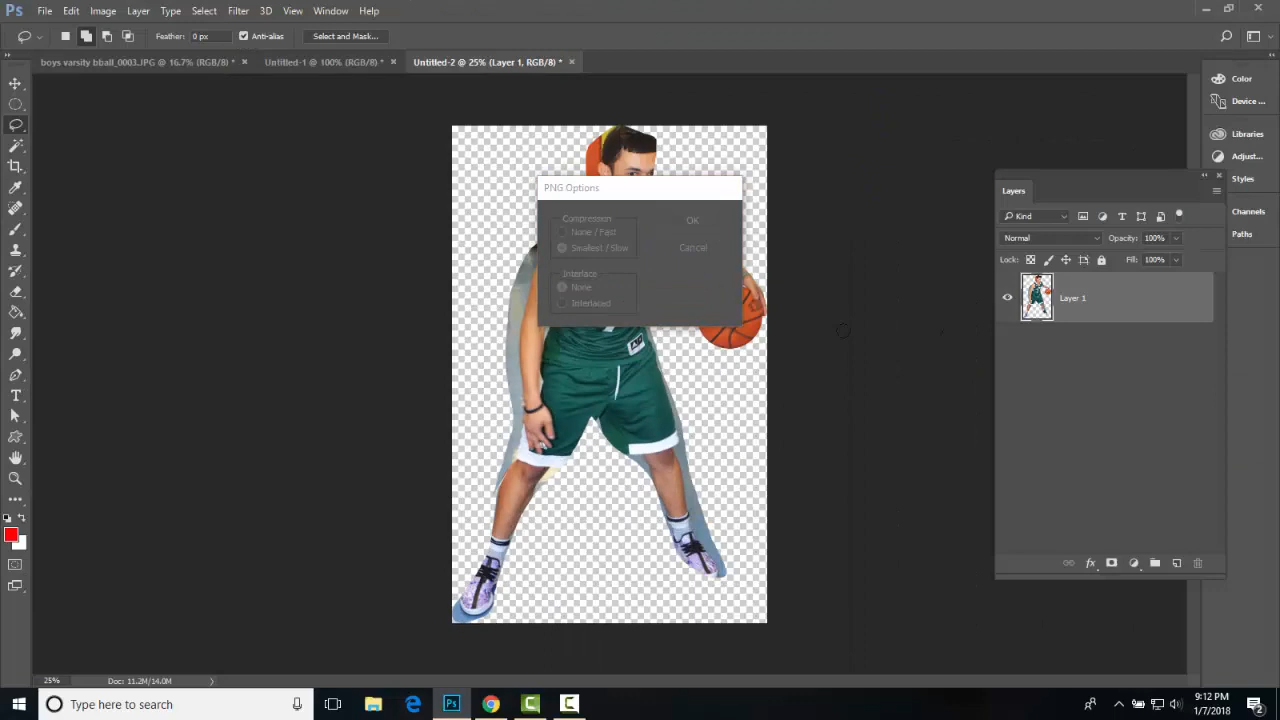 Ps File Edit Image Layer Type Select Filter 3D View Window Help
Feather: 0 px Anti-alias Select and Mask...
boys varsity bball_0003.JPG @ 16.7% (RGB/8) * Untitled-1 @ 100% (RGB/8) * Untitled-2 @ 25% (Layer 1, RGB/8) *
Color
Device ...
Libraries
Adjust...
Styles
Channels
Paths
PNG Options
Compression
None / Fast
Smallest / Slow
OK
Cancel
Interlace
None
Interlaced
Layers
Kind
Normal Opacity: 100%
Lock: Fill: 100%
Layer 1
25% Doc: 11.2M/14.0M
Type here to search
Ps
9:12 PM
1/7/2018
2